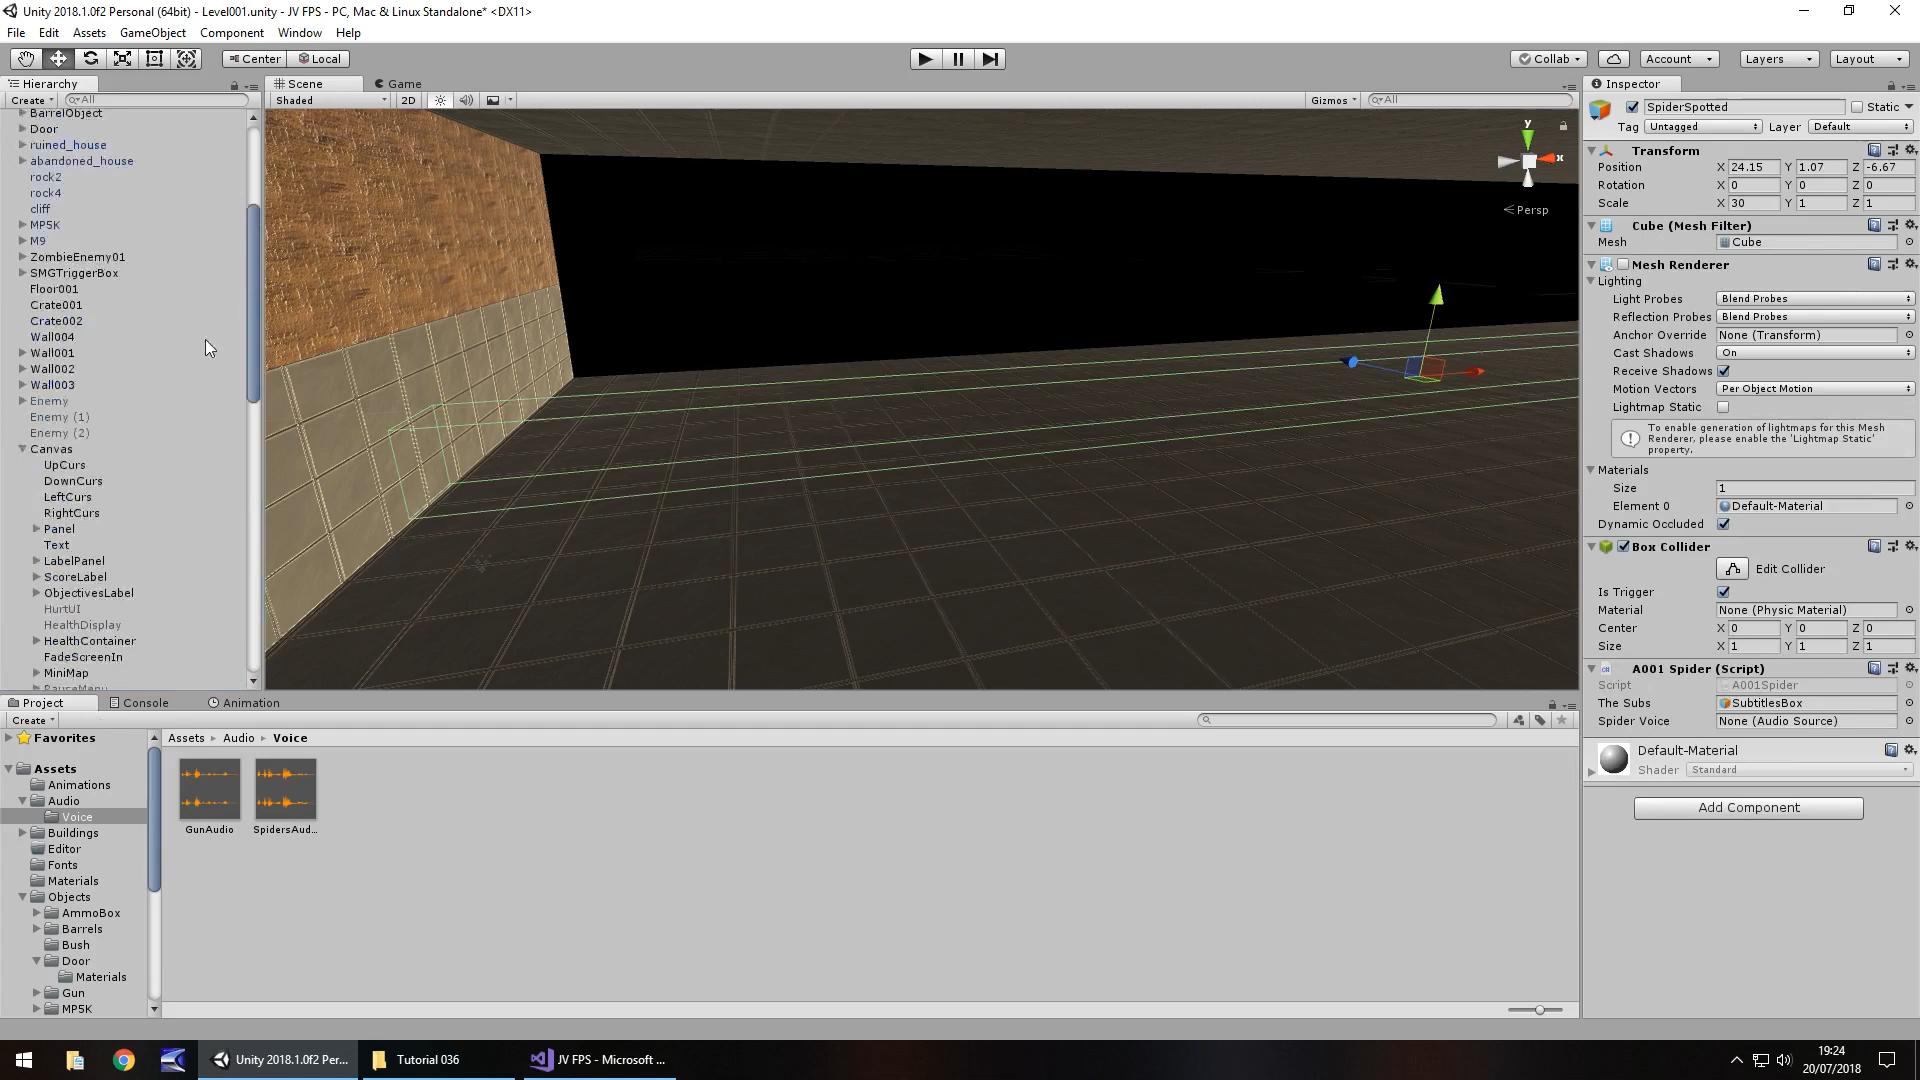 Unity 2018.1.0f2 Personal (64bit) - Level001.unity - JV FPS - PC, Mac & Linux Standalone* <DX11>
File Edit Assets GameObject Component Window Help
Center Local Collab Account Layers Layout
Hierarchy
Create All
BarrelObject
Door
ruined_house
abandoned_house
rock2
rock4
cliff
MP5K
M9
ZombieEnemy01
SMGTriggerBox
Floor001
Crate001
Crate002
Wall004
Wall001
Wall002
Wall003
Enemy
Enemy (1)
Enemy (2)
Canvas
UpCurs
DownCurs
LeftCurs
RightCurs
Panel
Text
LabelPanel
ScoreLabel
ObjectivesLabel
HurtUI
HealthDisplay
HealthContainer
FadeScreenIn
MiniMap
PauseMenu
Scene Game
Shaded 2D Gizmos All
y
x
Persp
Inspector
SpiderSpotted Static
Tag Untagged Layer Default
Transform
Position X 24.15 Y 1.07 Z -6.67
Rotation X 0 Y 0 Z 0
Scale X 30 Y 1 Z 1
Cube (Mesh Filter)
Mesh Cube
Mesh Renderer
Lighting
Light Probes Blend Probes
Reflection Probes Blend Probes
Anchor Override None (Transform)
Cast Shadows On
Receive Shadows
Motion Vectors Per Object Motion
Lightmap Static
To enable generation of lightmaps for this Mesh
Renderer, please enable the 'Lightmap Static'
property.
Materials
Size 1
Element 0 Default-Material
Dynamic Occluded
Box Collider
Edit Collider
Is Trigger
Material None (Physic Material)
Center X 0 Y 0 Z 0
Size X 1 Y 1 Z 1
A001 Spider (Script)
Script A001Spider
The Subs SubtitlesBox
Spider Voice None (Audio Source)
Default-Material
Shader Standard
Add Component
Project Console Animation
Create
Favorites
Assets
Animations
Audio
Voice
Buildings
Editor
Fonts
Materials
Objects
AmmoBox
Barrels
Bush
Door
Materials
Gun
MP5K
Assets Audio Voice
GunAudio SpidersAud...
Unity 2018.1.0f2 Per... Tutorial 036 JV FPS - Microsoft ...
19:24
20/07/2018